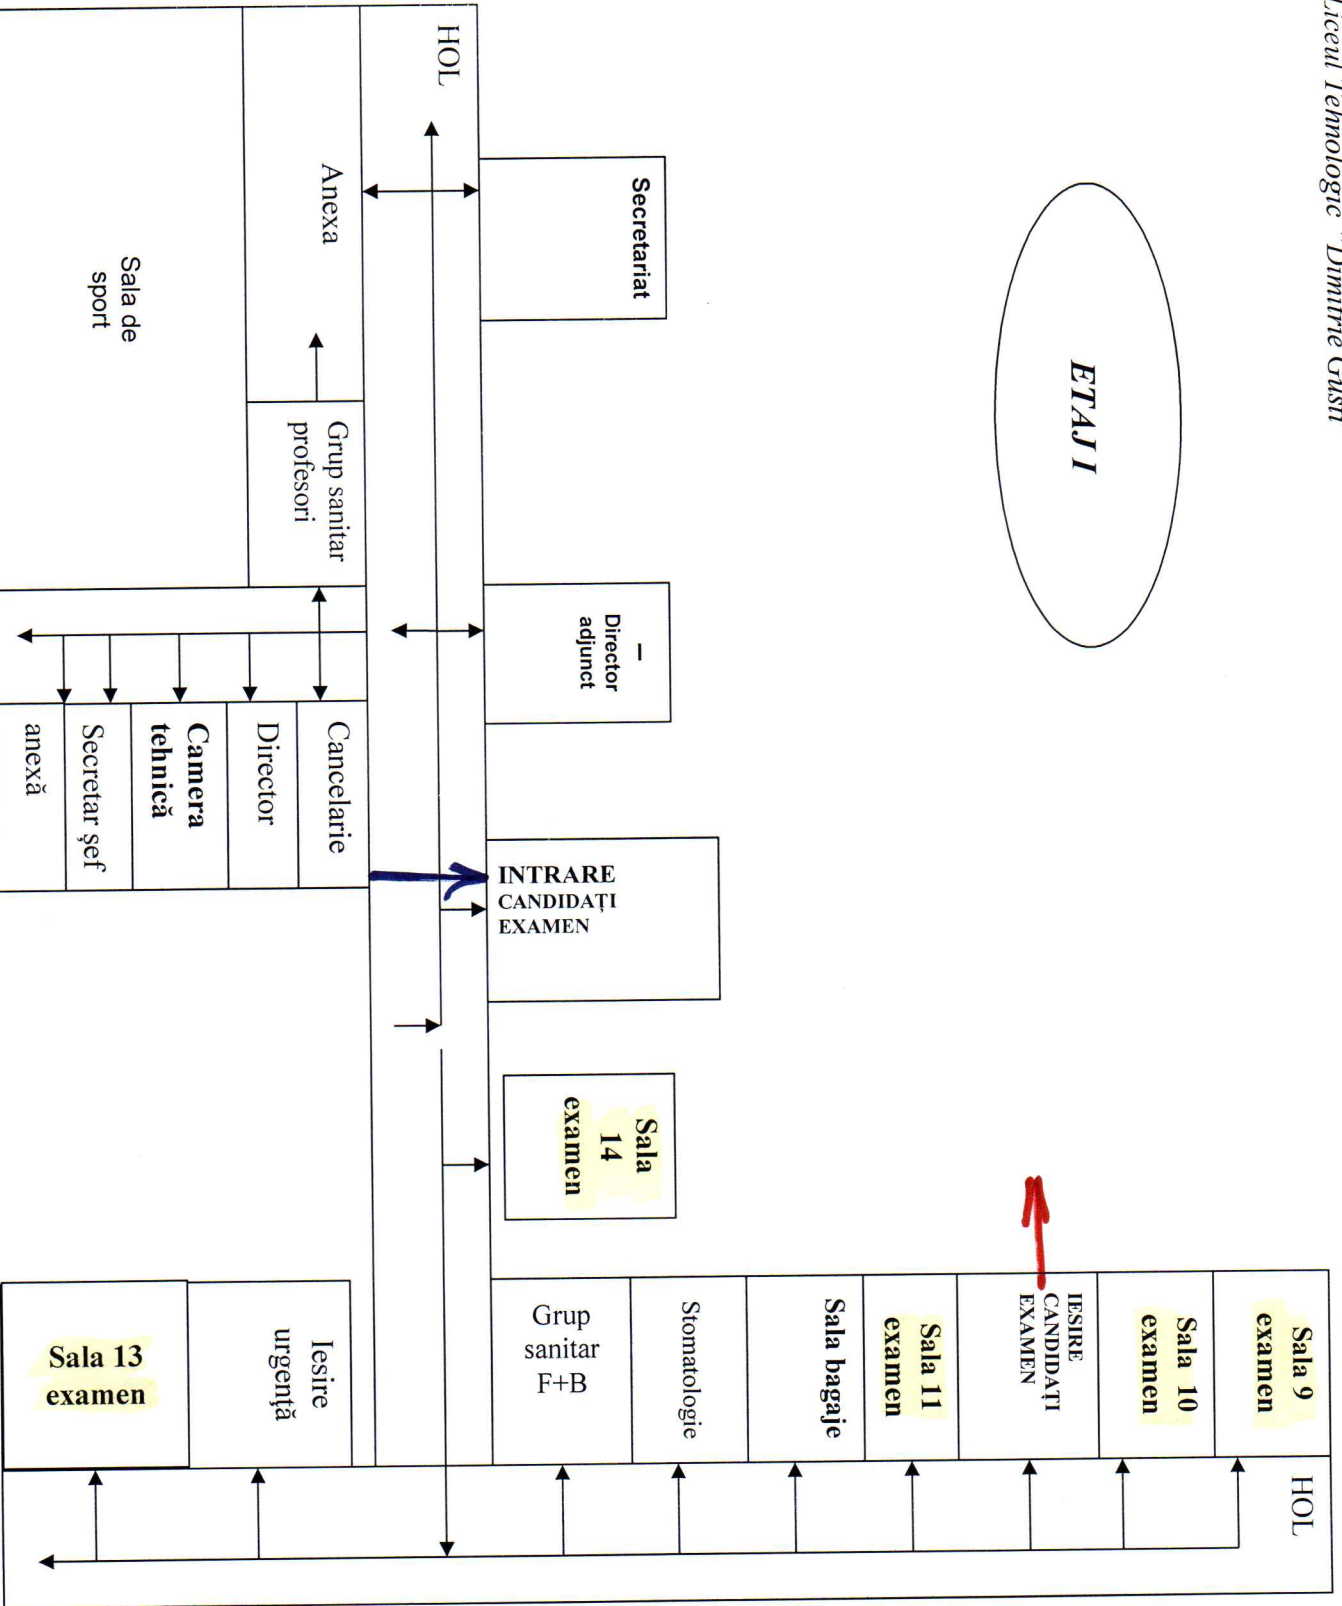 Liceul Tehnologic "Dimitrie Gusti
ETAJ I
HOL
Secretariat
Anexa
Sala de
sport
Grup sanitar
profesori
–
Director
adjunct
Cancelarie
Director
Camera
tehnică
Secretar șef
anexă
INTRARE
CANDIDAȚI
EXAMEN
Sala
14
examen
Sala 9
examen
Sala 10
examen
IESIRE
CANDIDAȚI
EXAMEN
Sala 11
examen
Sala bagaje
Stomatologie
Grup
sanitar
F+B
Iesire
urgență
Sala 13
examen
HOL